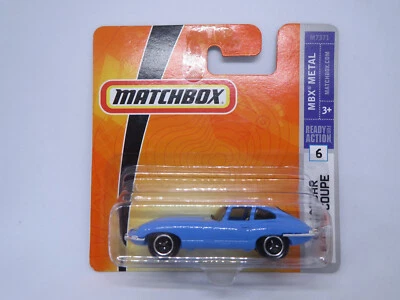 MATCHBOX
MBX METAL
MATCHBOX.COM
3+
READY FOR ACTION
6
COUPE